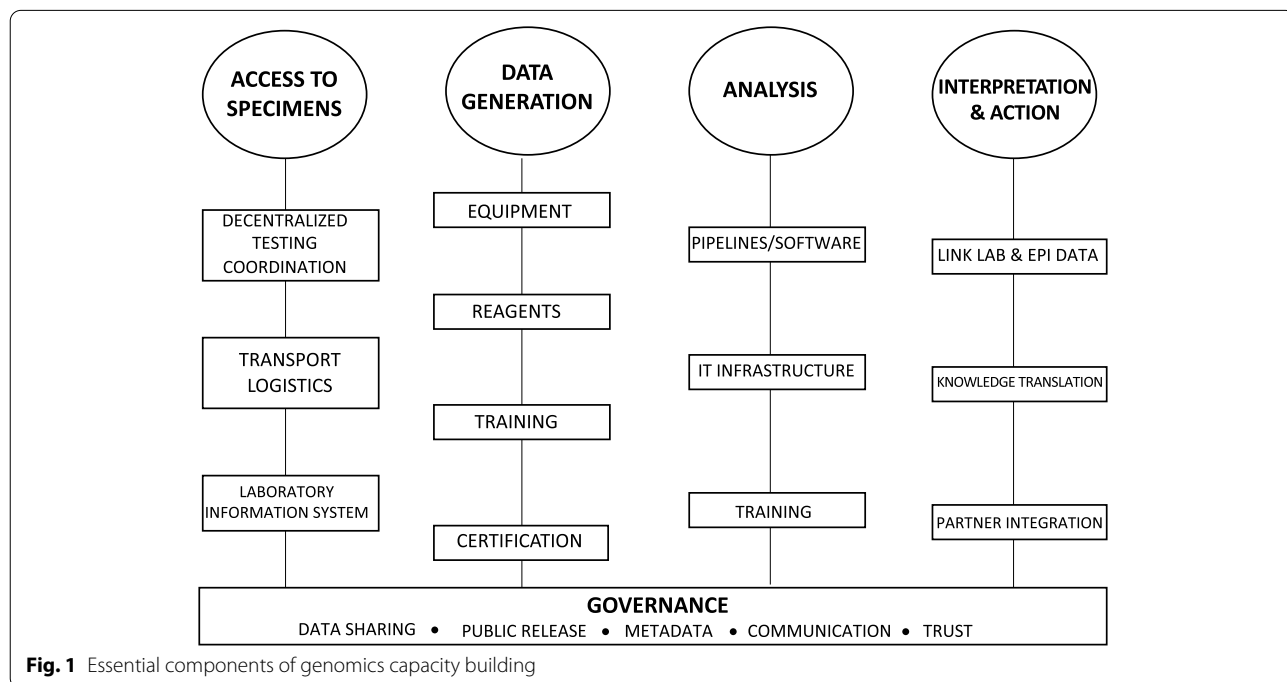 ACCESS TO
SPECIMENS
DECENTRALIZED
TESTING
COORDINATION
TRANSPORT
LOGISTICS
LABORATORY
INFORMATION SYSTEM
DATA
GENERATION
EQUIPMENT
REAGENTS
TRAINING
CERTIFICATION
ANALYSIS
PIPELINES/SOFTWARE
IT INFRASTRUCTURE
TRAINING
INTERPRETATION
& ACTION
LINK LAB & EPI DATA
KNOWLEDGE TRANSLATION
PARTNER INTEGRATION
GOVERNANCE
DATA SHARING • PUBLIC RELEASE • METADATA • COMMUNICATION • TRUST
Fig. 1 Essential components of genomics capacity building